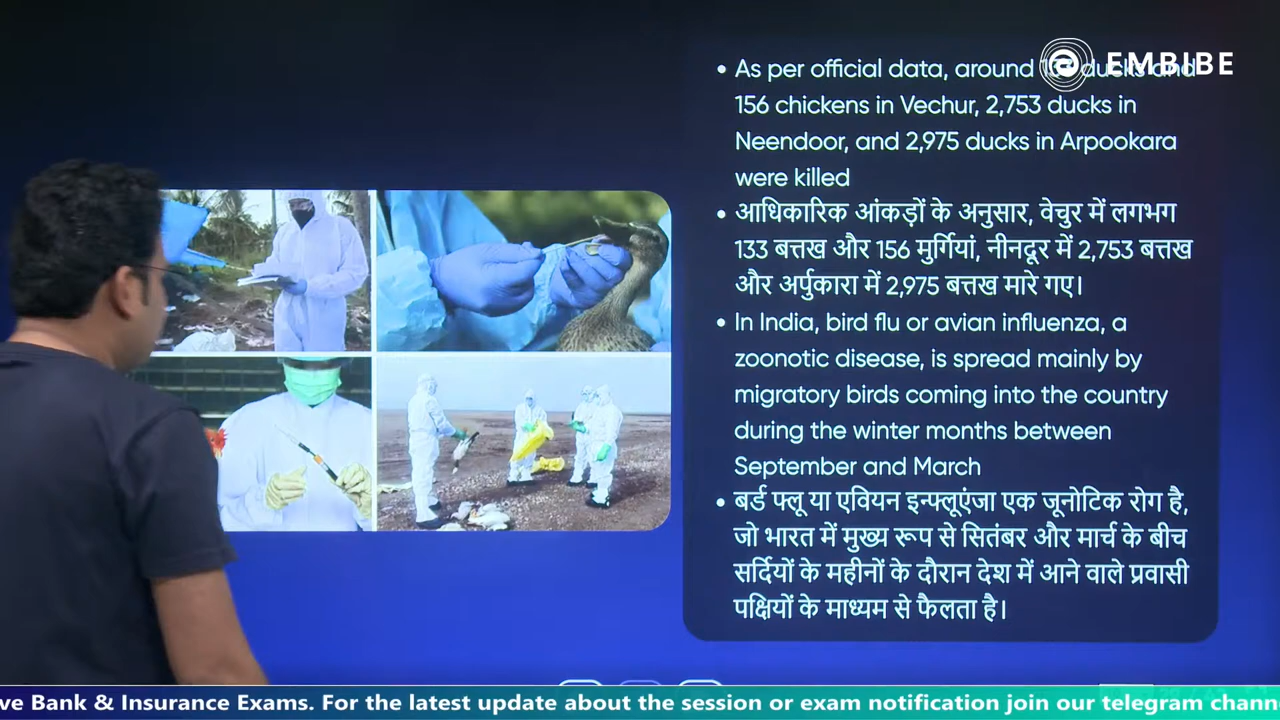 EMBIBE
• As per official data, around ducks and
156 chickens in Vechur, 2,753 ducks in
Neendoor, and 2,975 ducks in Arpookara
were killed
• आधिकारिक आंकड़ों के अनुसार, वेचुर में लगभग
133 बत्तख और 156 मुर्गियां, नीनदूर में 2,753 बत्तख
और अर्पुकारा में 2,975 बत्तख मारे गए।
• In India, bird flu or avian influenza, a
zoonotic disease, is spread mainly by
migratory birds coming into the country
during the winter months between
September and March
• बर्ड फ्लू या एवियन इन्फ्लूएंजा एक जूनोटिक रोग है,
जो भारत में मुख्य रूप से सितंबर और मार्च के बीच
सर्दियों के महीनों के दौरान देश में आने वाले प्रवासी
पक्षियों के माध्यम से फैलता है।
ve Bank & Insurance Exams. For the latest update about the session or exam notification join our telegram chann